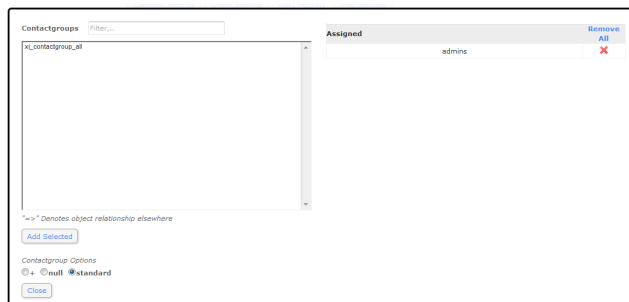 Contactgroups Filter...
Assigned Remove All
xi_contactgroup_all
admins
"=>" Denotes object relationship elsewhere
Add Selected
Contactgroup Options
+ null standard
Close